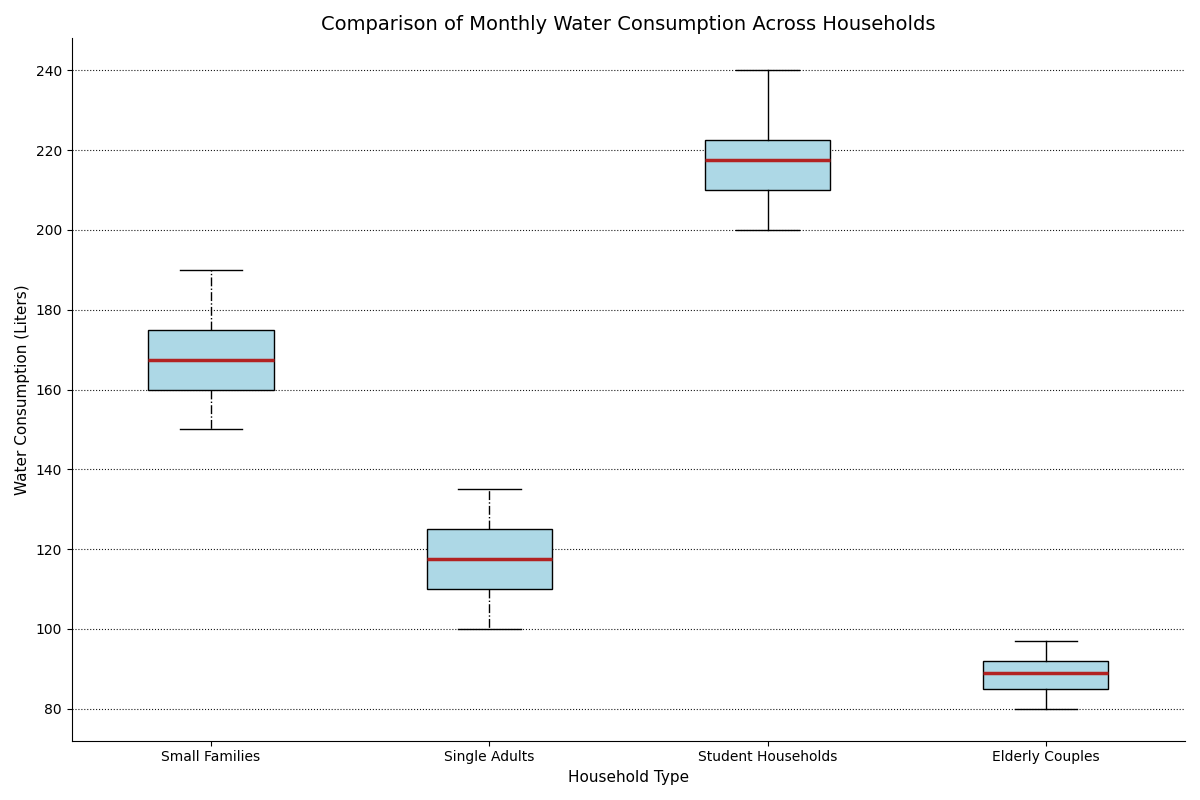 Comparison of Monthly Water Consumption Across Households
Water Consumption (Liters)
240
220
200
180
160
140
120
100
80
Small Families
Single Adults
Student Households
Elderly Couples
Household Type